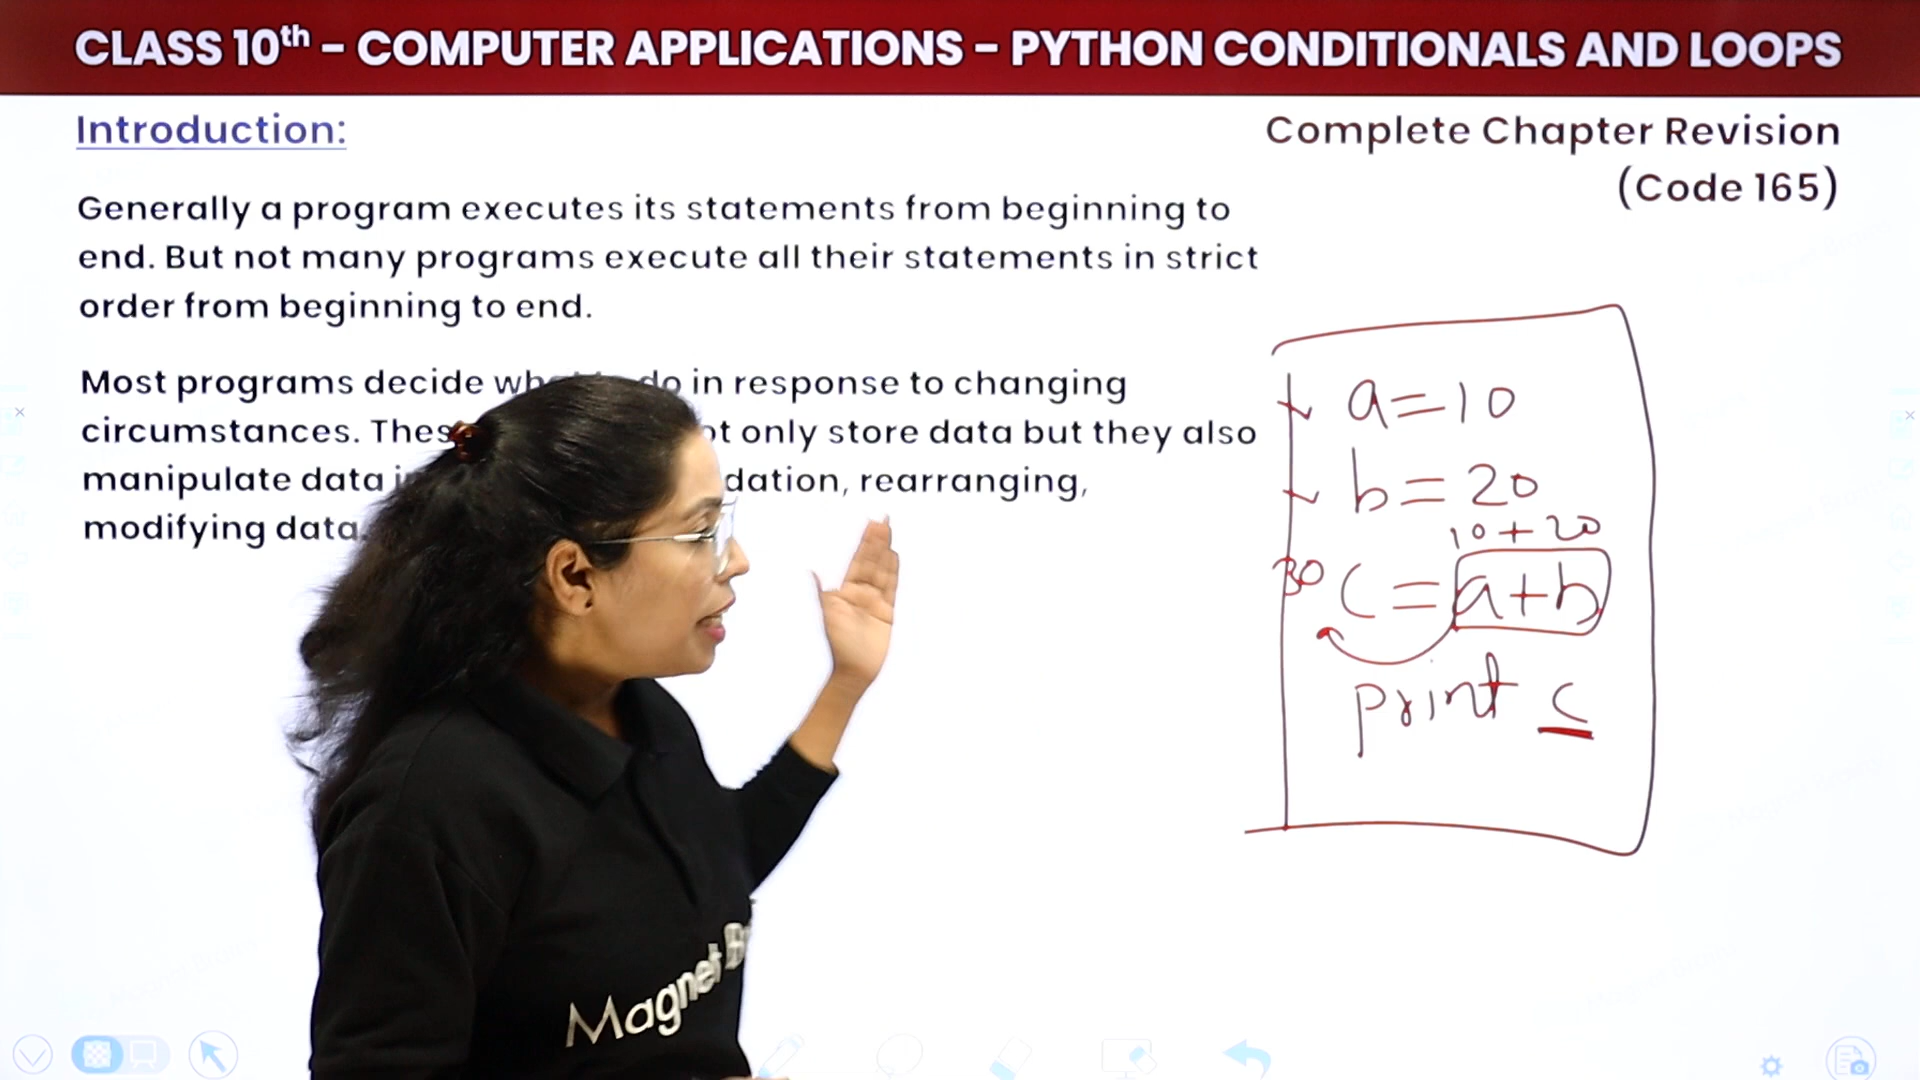 CLASS 10th – COMPUTER APPLICATIONS – PYTHON CONDITIONALS AND LOOPS
Introduction:
Complete Chapter Revision
(Code 165)
Generally a program executes its statements from beginning to
end. But not many programs execute all their statements in strict
order from beginning to end.
Most programs decide do in response to changing
circumstances. only store data but they also
manipulate data rearranging,
modifying data.
a=10
b=20
10+20
30 c=a+b
print c
Magnet